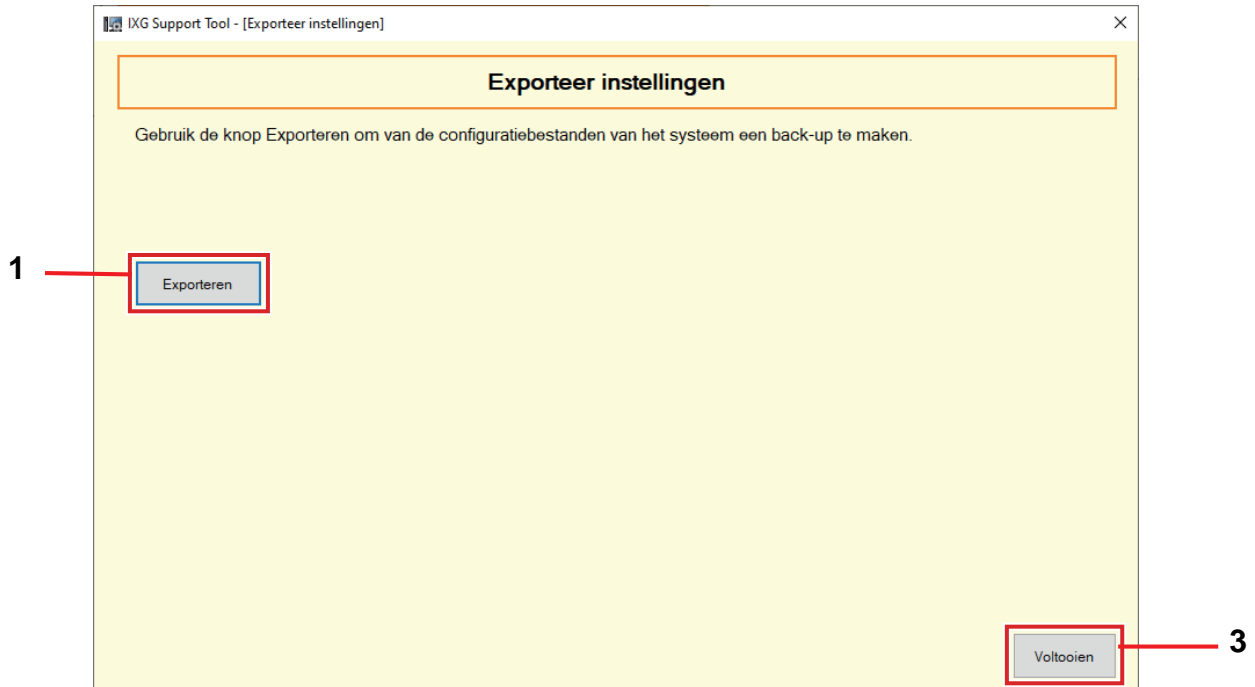 IXG Support Tool - [Exporteer instellingen]
Exporteer instellingen
Gebruik de knop Exporteren om van de configuratiebestanden van het systeem een back-up te maken.
1
Exporteren
3
Voltooien